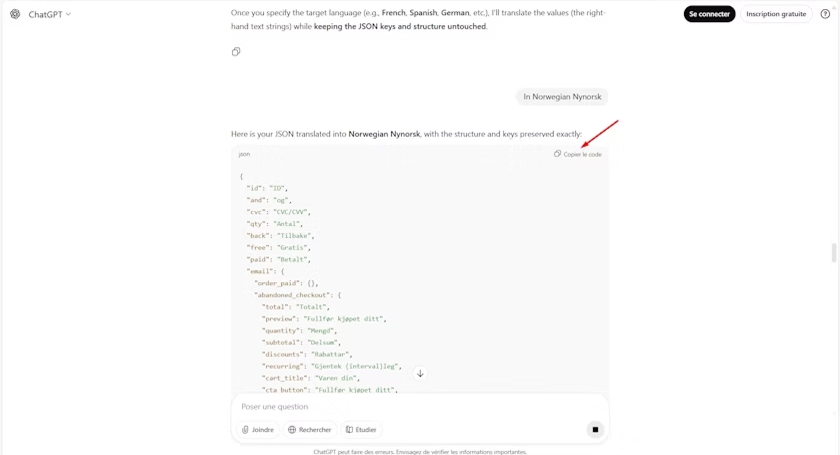 ChatGPT
Once you specify the target language (e.g., French, Spanish, German, etc.), I'll translate the values (the right-
hand text strings) while keeping the JSON keys and structure untouched.
Se connecter
Inscription gratuite
In Norwegian Nynorsk
Here is your JSON translated into Norwegian Nynorsk, with the structure and keys preserved exactly:
json
Copier le code
{
"id": "ID",
"and": "og",
"cvc": "CVC/CVV",
"qty": "Antal",
"back": "Tilbake",
"free": "Gratis",
"paid": "Betalt",
"email": {
"order_paid": {},
"abandoned_checkout": {
"total": "Totalt",
"preview": "Fullfør kjøpet ditt",
"quantity": "Mengd",
"subtotal": "Delsum",
"discounts": "Rabattar",
"recurring": "Gjentek {interval}leg",
"cart_title": "Varen din",
"cta_button": "Fullfør kjøpet ditt",
Poser une question
Joindre
Rechercher
Etudier
ChatGPT peut faire des erreurs. Envisagez de vérifier les informations importantes.